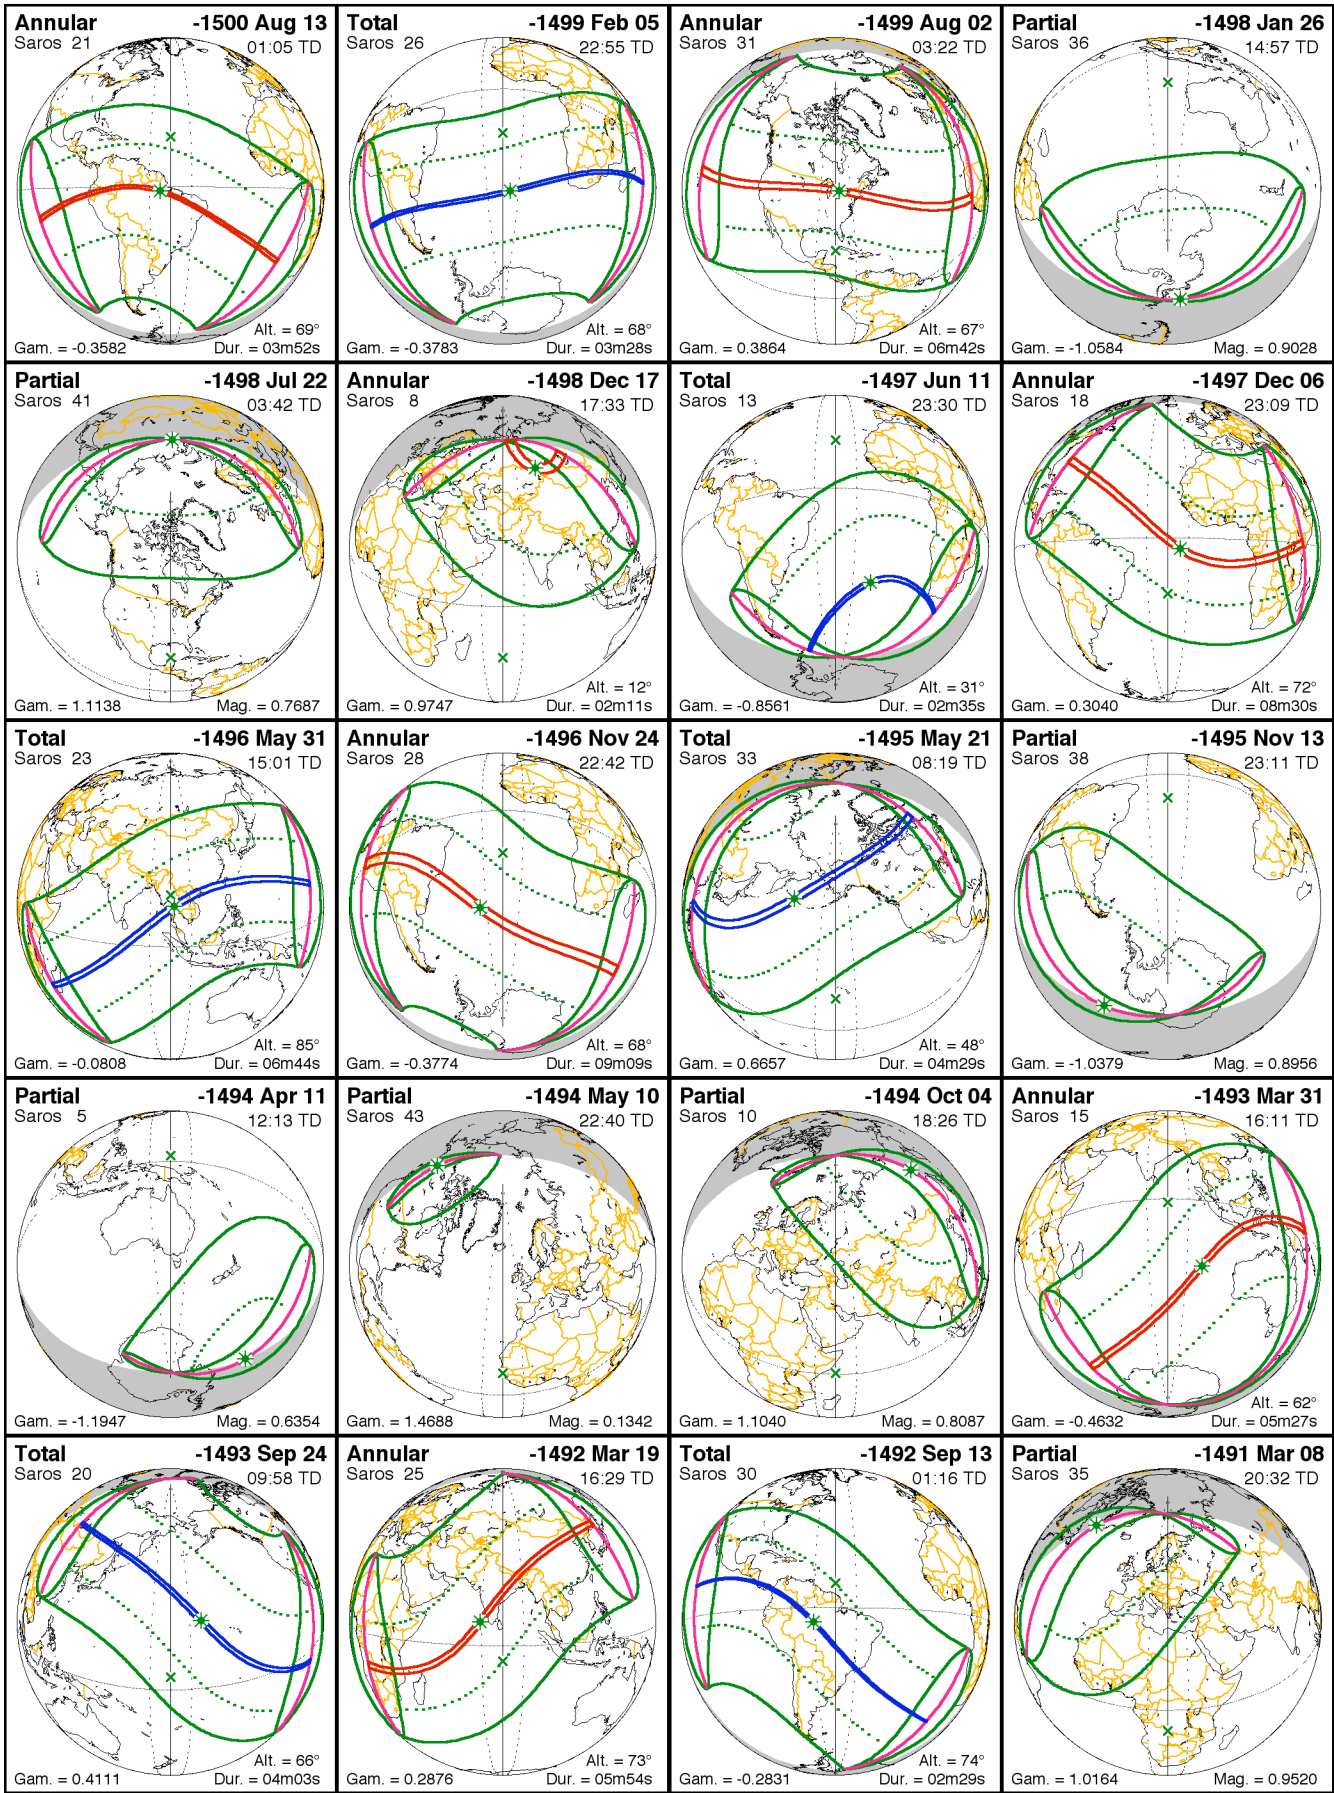 Annular -1500 Aug 13
Saros 21 01:05 TD
Alt. = 69°
Gam. = -0.3582 Dur. = 03m52s
Total -1499 Feb 05
Saros 26 22:55 TD
Alt. = 68°
Gam. = -0.3783 Dur. = 03m28s
Annular -1499 Aug 02
Saros 31 03:22 TD
Alt. = 67°
Gam. = 0.3864 Dur. = 06m42s
Partial -1498 Jan 26
Saros 36 14:57 TD
Gam. = -1.0584 Mag. = 0.9028
Partial -1498 Jul 22
Saros 41 03:42 TD
Gam. = 1.1138 Mag. = 0.7687
Annular -1498 Dec 17
Saros 8 17:33 TD
Alt. = 12°
Gam. = 0.9747 Dur. = 02m11s
Total -1497 Jun 11
Saros 13 23:30 TD
Alt. = 31°
Gam. = -0.8561 Dur. = 02m35s
Annular -1497 Dec 06
Saros 18 23:09 TD
Alt. = 72°
Gam. = 0.3040 Dur. = 08m30s
Total -1496 May 31
Saros 23 15:01 TD
Alt. = 85°
Gam. = -0.0808 Dur. = 06m44s
Annular -1496 Nov 24
Saros 28 22:42 TD
Alt. = 68°
Gam. = -0.3774 Dur. = 09m09s
Total -1495 May 21
Saros 33 08:19 TD
Alt. = 48°
Gam. = 0.6657 Dur. = 04m29s
Partial -1495 Nov 13
Saros 38 23:11 TD
Gam. = -1.0379 Mag. = 0.8956
Partial -1494 Apr 11
Saros 5 12:13 TD
Gam. = -1.1947 Mag. = 0.6354
Partial -1494 May 10
Saros 43 22:40 TD
Gam. = 1.4688 Mag. = 0.1342
Partial -1494 Oct 04
Saros 10 18:26 TD
Gam. = 1.1040 Mag. = 0.8087
Annular -1493 Mar 31
Saros 15 16:11 TD
Alt. = 62°
Gam. = -0.4632 Dur. = 05m27s
Total -1493 Sep 24
Saros 20 09:58 TD
Alt. = 66°
Gam. = 0.4111 Dur. = 04m03s
Annular -1492 Mar 19
Saros 25 16:29 TD
Alt. = 73°
Gam. = 0.2876 Dur. = 05m54s
Total -1492 Sep 13
Saros 30 01:16 TD
Alt. = 74°
Gam. = -0.2831 Dur. = 02m29s
Partial -1491 Mar 08
Saros 35 20:32 TD
Gam. = 1.0164 Mag. = 0.9520